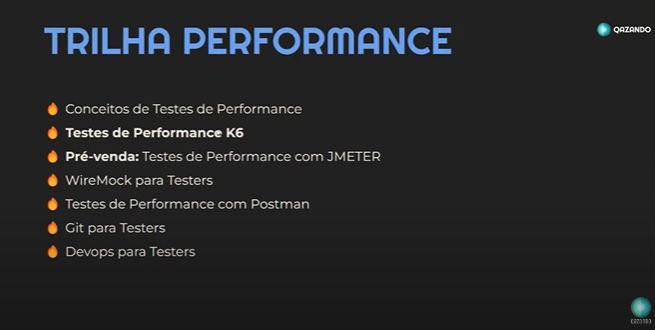 TRILHA PERFORMANCE
QAZANDO
Conceitos de Testes de Performance
Testes de Performance K6
Pré-venda: Testes de Performance com JMETER
WireMock para Testers
Testes de Performance com Postman
Git para Testers
Devops para Testers
QAZANDO